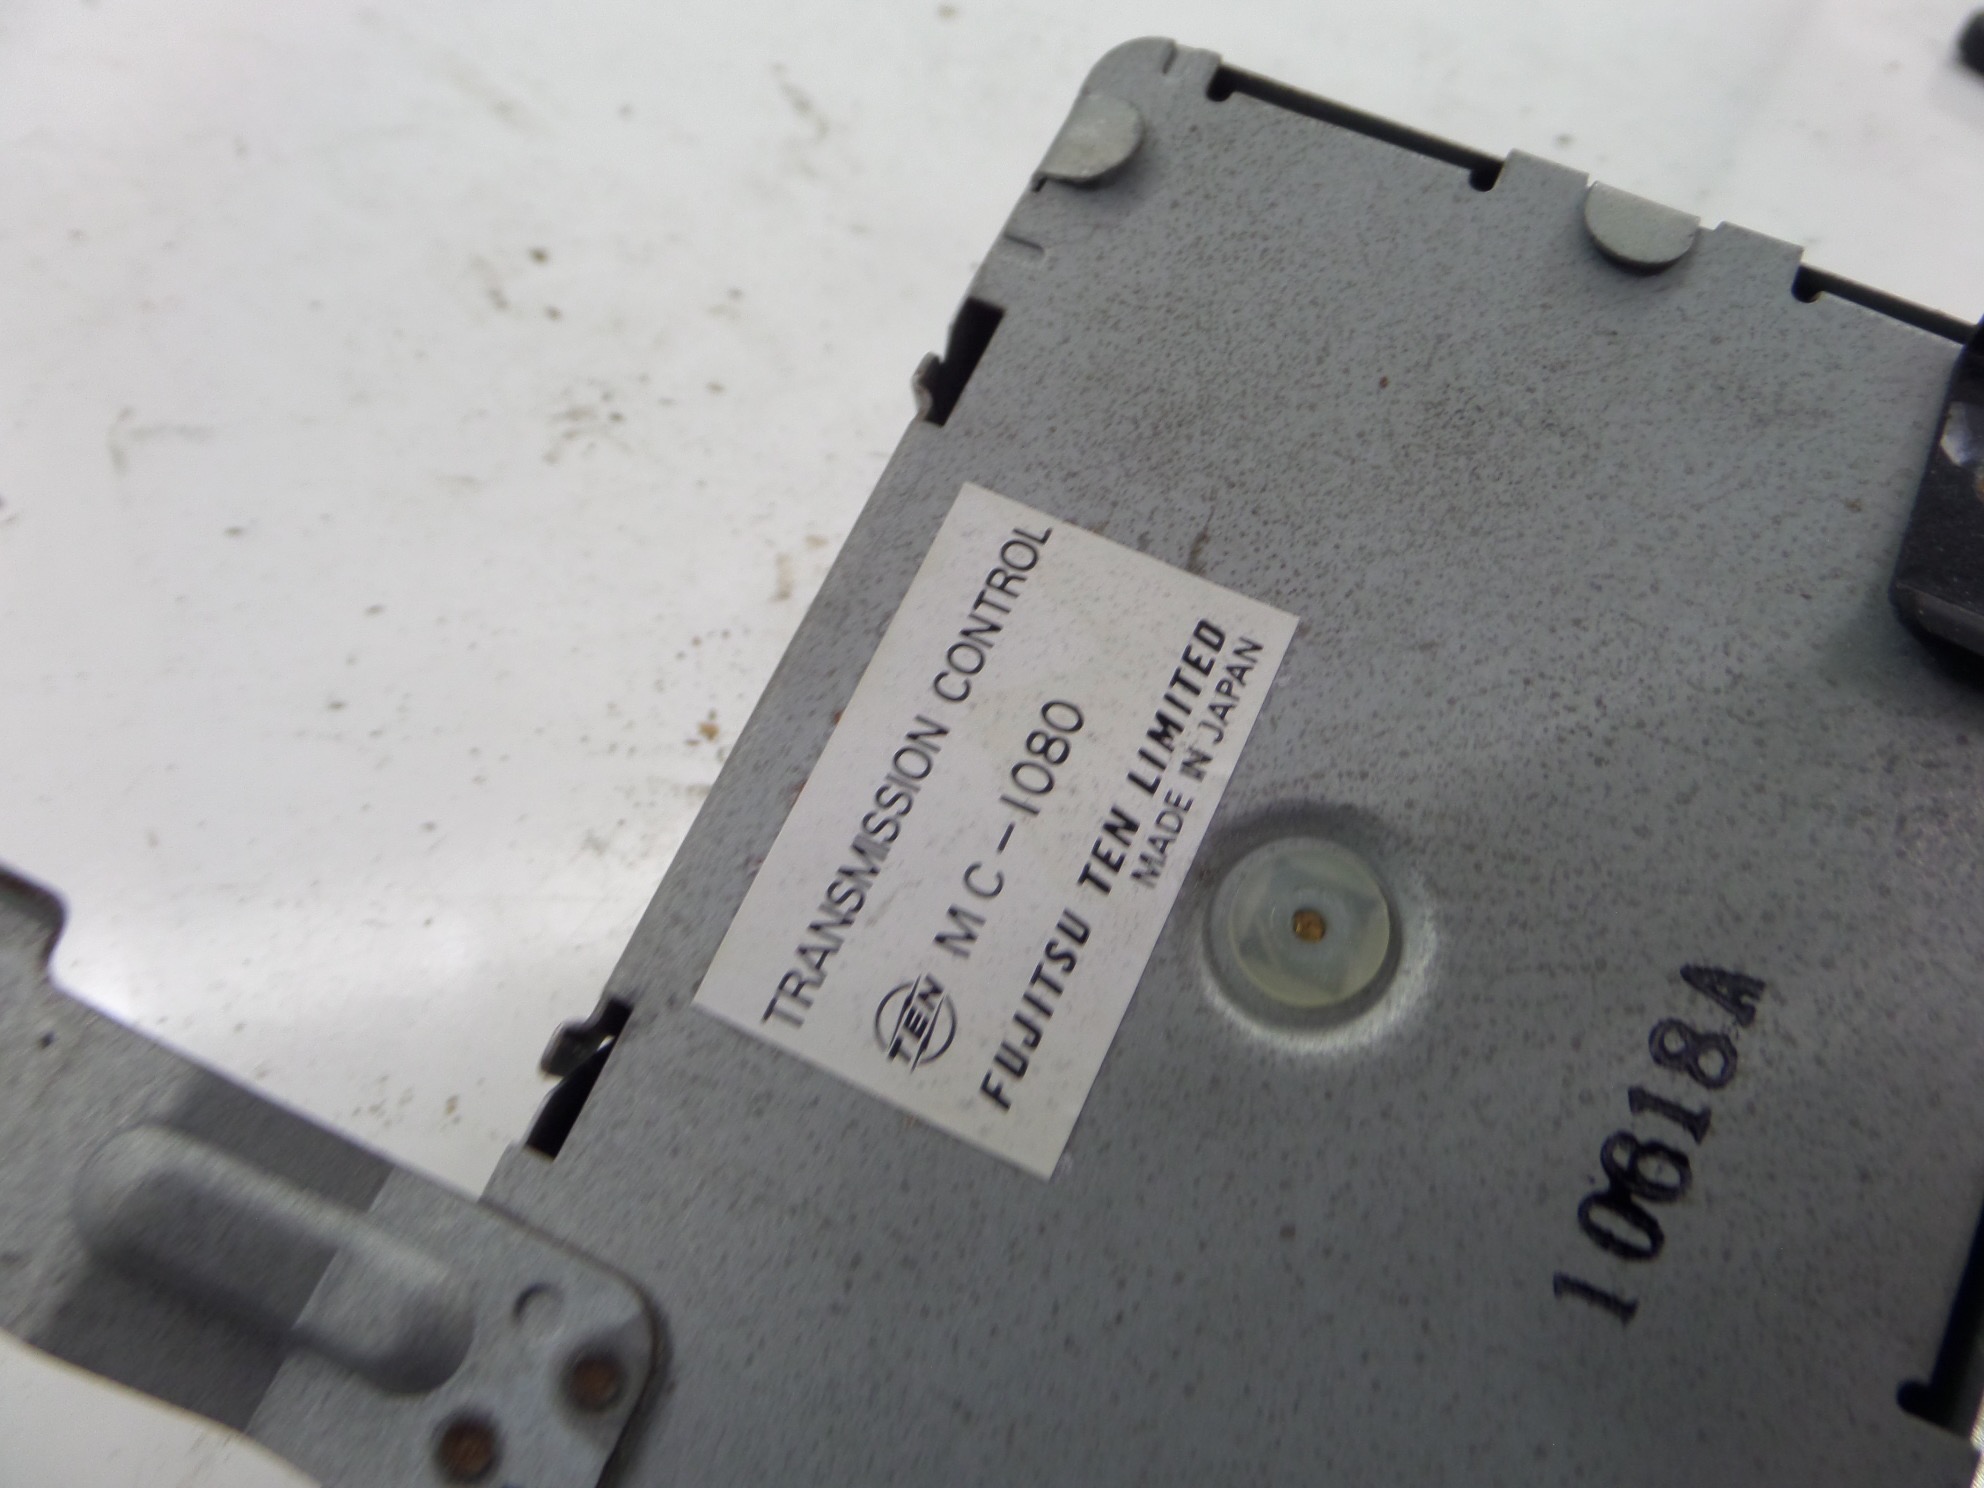 TRANSMISSION CONTROL
TEN MC-1080
FUJITSU TEN LIMITED
MADE IN JAPAN
10618A